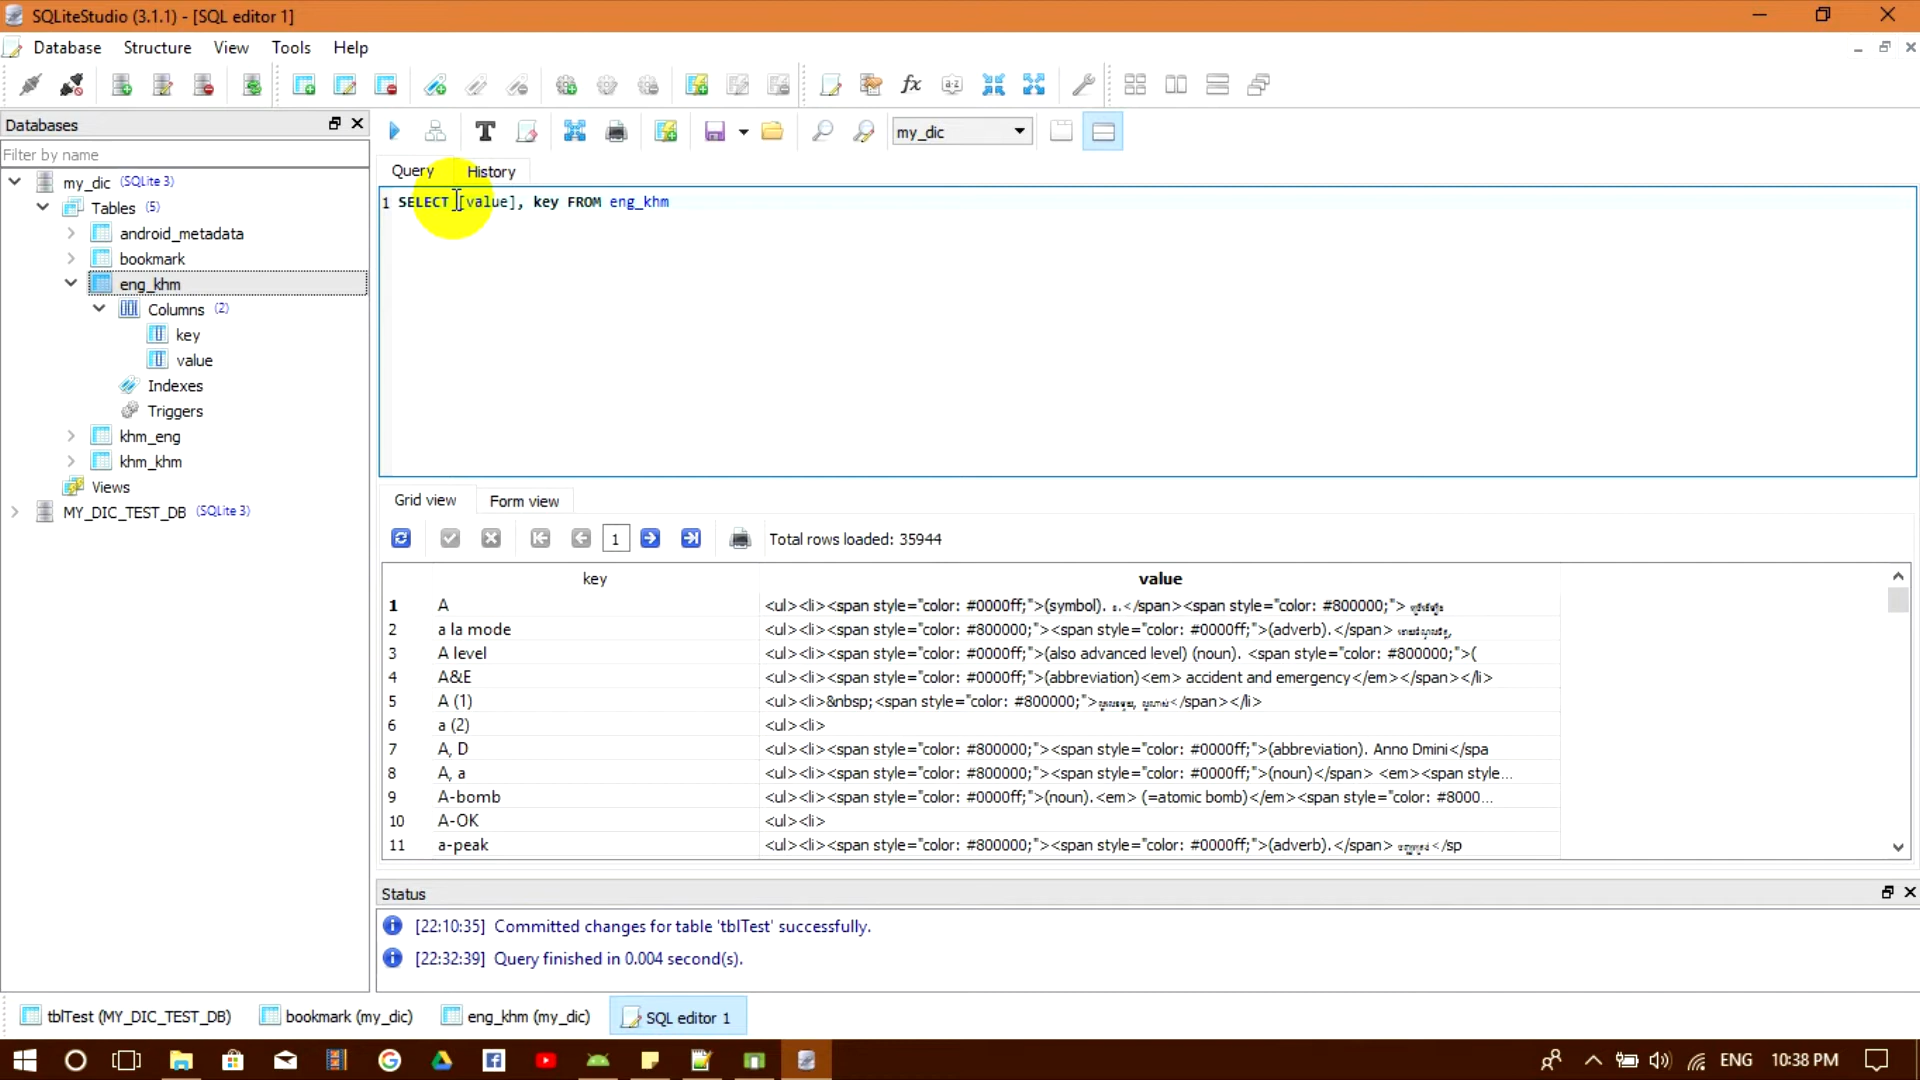 SQLiteStudio (3.1.1) - [SQL editor 1]
Database Structure View Tools Help
Databases
my_dic
Filter by name
Query History
my_dic (SQLite 3)
1 SELECT [value], key FROM eng_khm
Tables (5)
android_metadata
bookmark
eng_khm
Columns (2)
key
value
Indexes
Triggers
khm_eng
khm_khm
Views
MY_DIC_TEST_DB (SQLite 3)
Grid view Form view
1 Total rows loaded: 35944
key value
1 A <ul><li><span style="color: #0000ff;">(symbol). </span><span style="color: #800000;">
2 a la mode <ul><li><span style="color: #800000;"><span style="color: #0000ff;">(adverb).</span>
3 A level <ul><li><span style="color: #0000ff;">(also advanced level) (noun). <span style="color: #800000;">(
4 A&E <ul><li><span style="color: #0000ff;">(abbreviation)<em> accident and emergency</em></span></li>
5 A (1) <ul><li>&nbsp;<span style="color: #800000;"></span></li>
6 a (2) <ul><li>
7 A, D <ul><li><span style="color: #800000;"><span style="color: #0000ff;">(abbreviation). Anno Dmini</spa
8 A, a <ul><li><span style="color: #800000;"><span style="color: #0000ff;">(noun)</span> <em><span style...
9 A-bomb <ul><li><span style="color: #0000ff;">(noun).<em> (=atomic bomb)</em><span style="color: #8000...
10 A-OK <ul><li>
11 a-peak <ul><li><span style="color: #800000;"><span style="color: #0000ff;">(adverb).</span> </sp
Status
[22:10:35] Committed changes for table 'tblTest' successfully.
[22:32:39] Query finished in 0.004 second(s).
tblTest (MY_DIC_TEST_DB) bookmark (my_dic) eng_khm (my_dic) SQL editor 1
ENG 10:38 PM